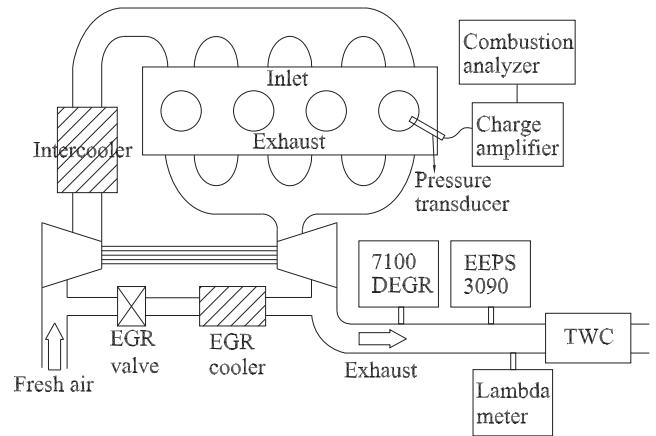 Combustion
analyzer
Inlet
Intercooler
Exhaust
Charge
amplifier
Pressure
transducer
7100
DEGR
EEPS
3090
TWC
EGR
valve
EGR
cooler
Fresh air
Exhaust
Lambda
meter